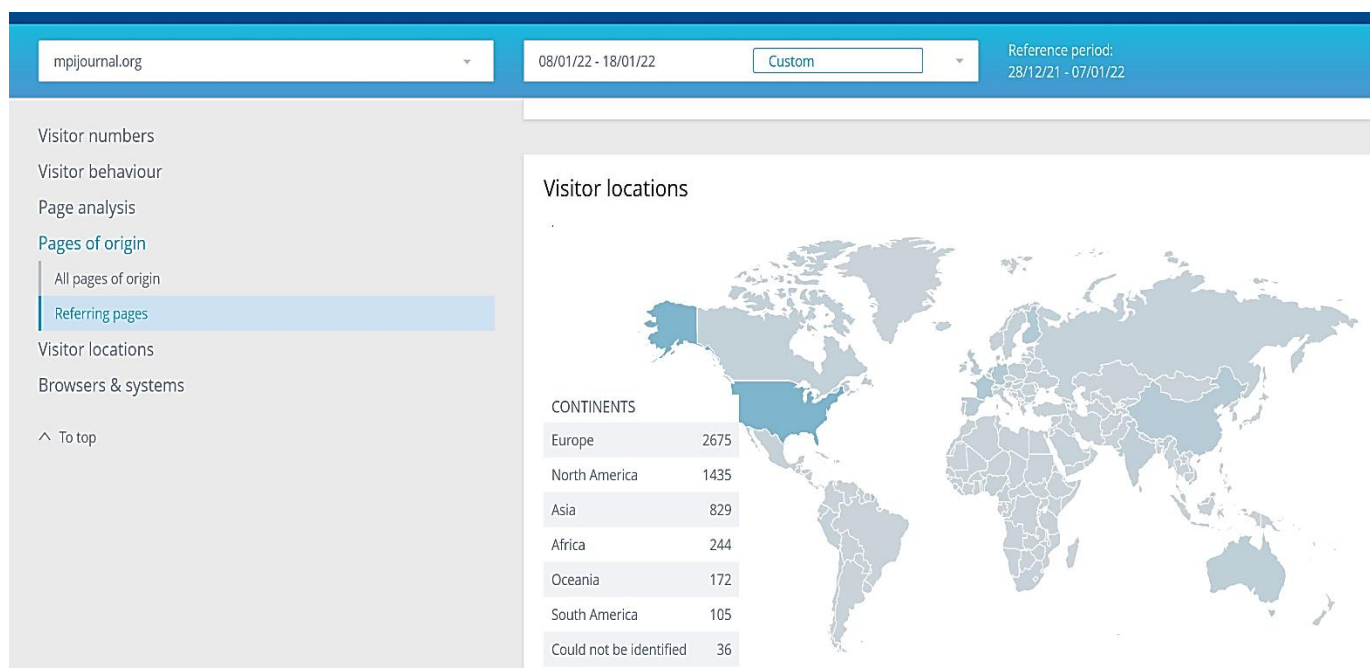 mpijournal.org
08/01/22 - 18/01/22 Custom
Reference period:
28/12/21 - 07/01/22
Visitor numbers
Visitor behaviour
Page analysis
Pages of origin
All pages of origin
Referring pages
Visitor locations
Browsers & systems
To top
Visitor locations
CONTINENTS
Europe 2675
North America 1435
Asia 829
Africa 244
Oceania 172
South America 105
Could not be identified 36